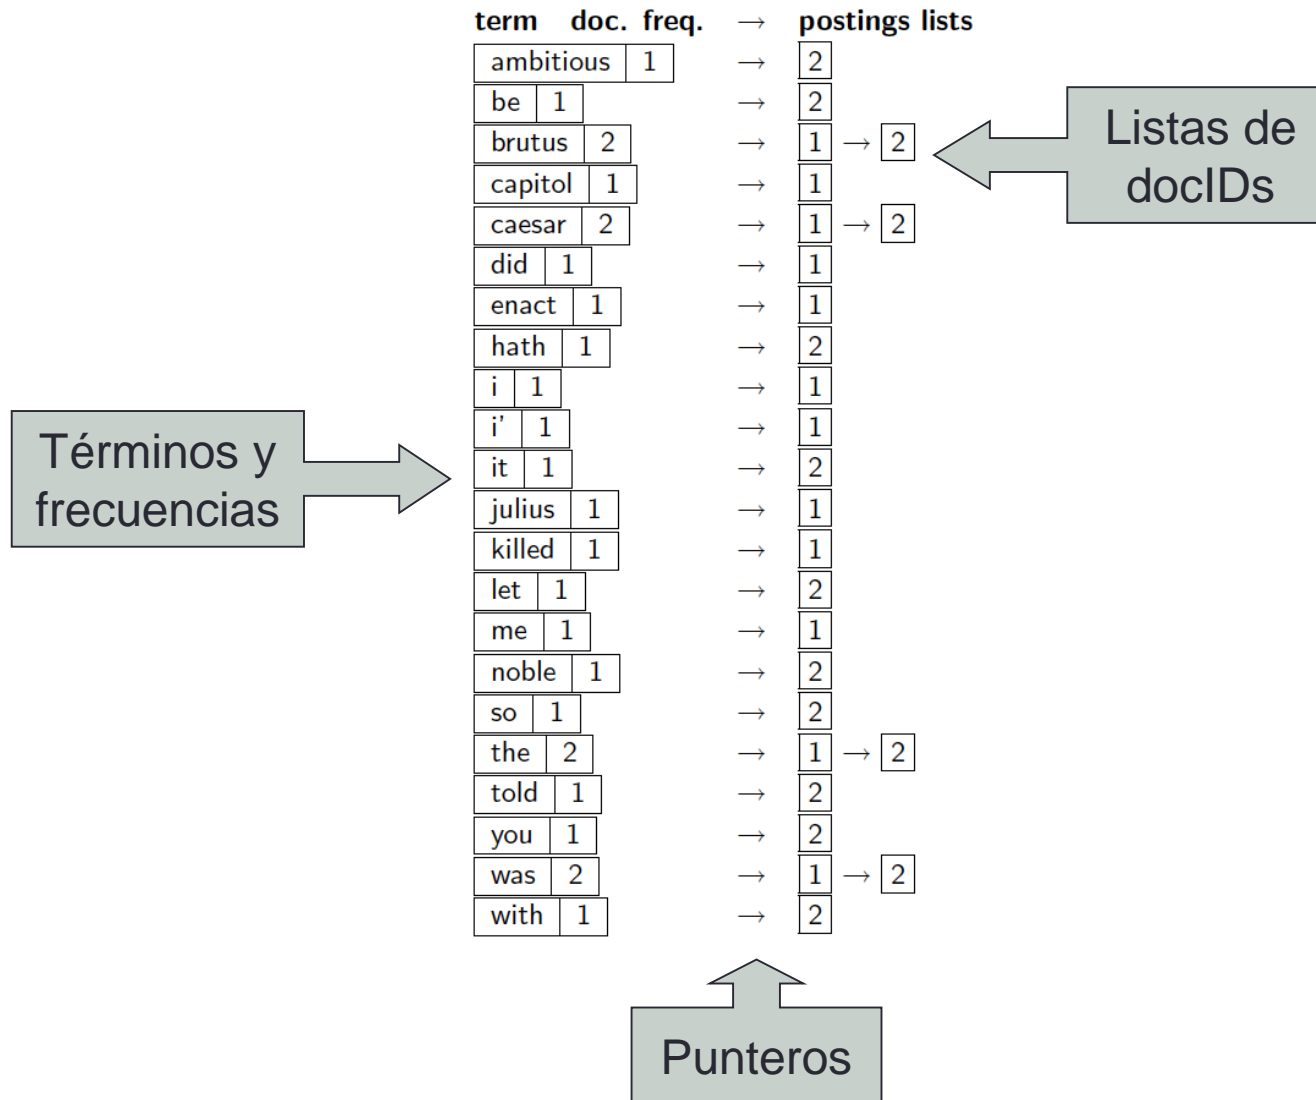 term doc. freq. → postings lists
ambitious 1 → 2
be 1 → 2
brutus 2 → 1 → 2
capitol 1 → 1
caesar 2 → 1 → 2
did 1 → 1
enact 1 → 1
hath 1 → 2
i 1 → 1
i' 1 → 1
it 1 → 2
julius 1 → 1
killed 1 → 1
let 1 → 2
me 1 → 1
noble 1 → 2
so 1 → 2
the 2 → 1 → 2
told 1 → 2
you 1 → 2
was 2 → 1 → 2
with 1 → 2
Listas de
docIDs
Términos y
frecuencias
Punteros